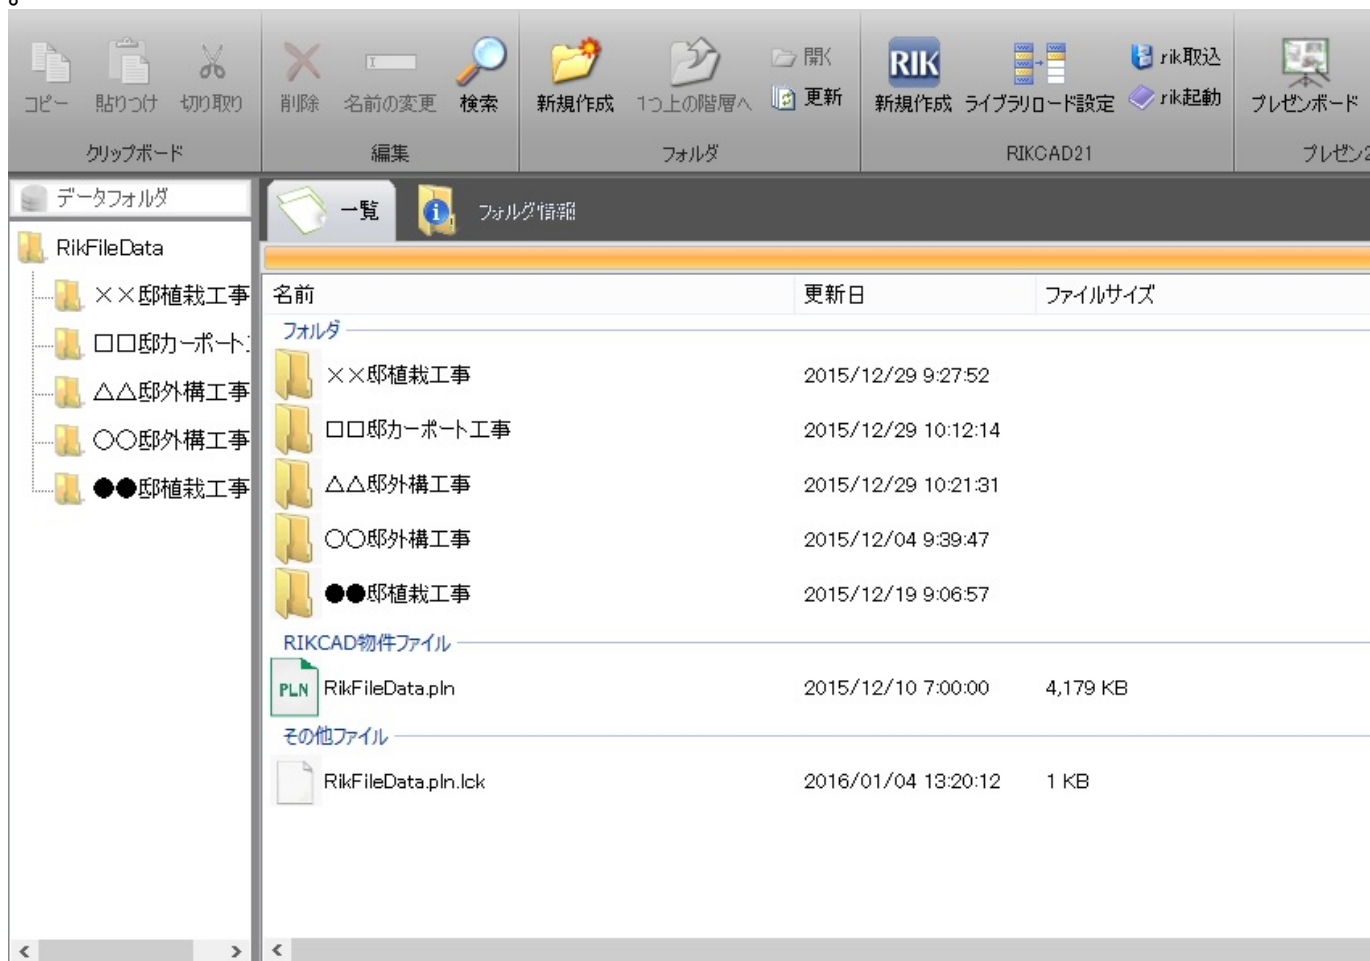 。
コピー 貼りつけ 切り取り 削除 名前の変更 検索 新規作成 1つ上の階層へ 開く 更新 RIK 新規作成 ライブラリロード設定 rik取込 rik起動 プレゼンボード
クリップボード 編集 フォルダ RIKCAD21 プレゼン
データフォルダ 一覧 フォルダ情報
RikFileData
××邸植栽工事
口口邸カーポート
△△邸外構工事
〇〇邸外構工事
●●邸植栽工事
名前 更新日 ファイルサイズ
フォルダ
××邸植栽工事 2015/12/29 9:27:52
口口邸カーポート工事 2015/12/29 10:12:14
△△邸外構工事 2015/12/29 10:21:31
〇〇邸外構工事 2015/12/04 9:39:47
●●邸植栽工事 2015/12/19 9:06:57
RIKCAD物件ファイル
PLN RikFileData.pln 2015/12/10 7:00:00 4,179 KB
その他ファイル
RikFileData.pln.lck 2016/01/04 13:20:12 1 KB